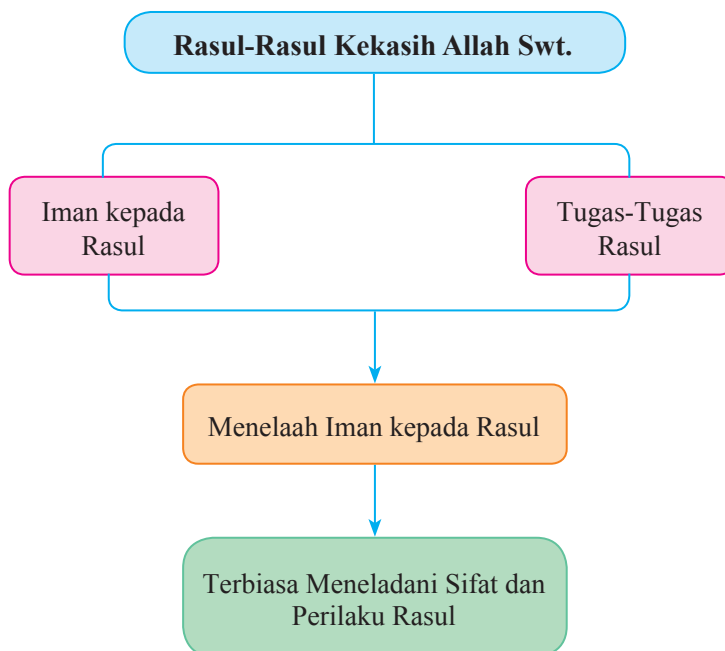 Rasul-Rasul Kekasih Allah Swt.
Iman kepada
Rasul
Tugas-Tugas
Rasul
Menelaah Iman kepada Rasul
Terbiasa Meneladani Sifat dan
Perilaku Rasul